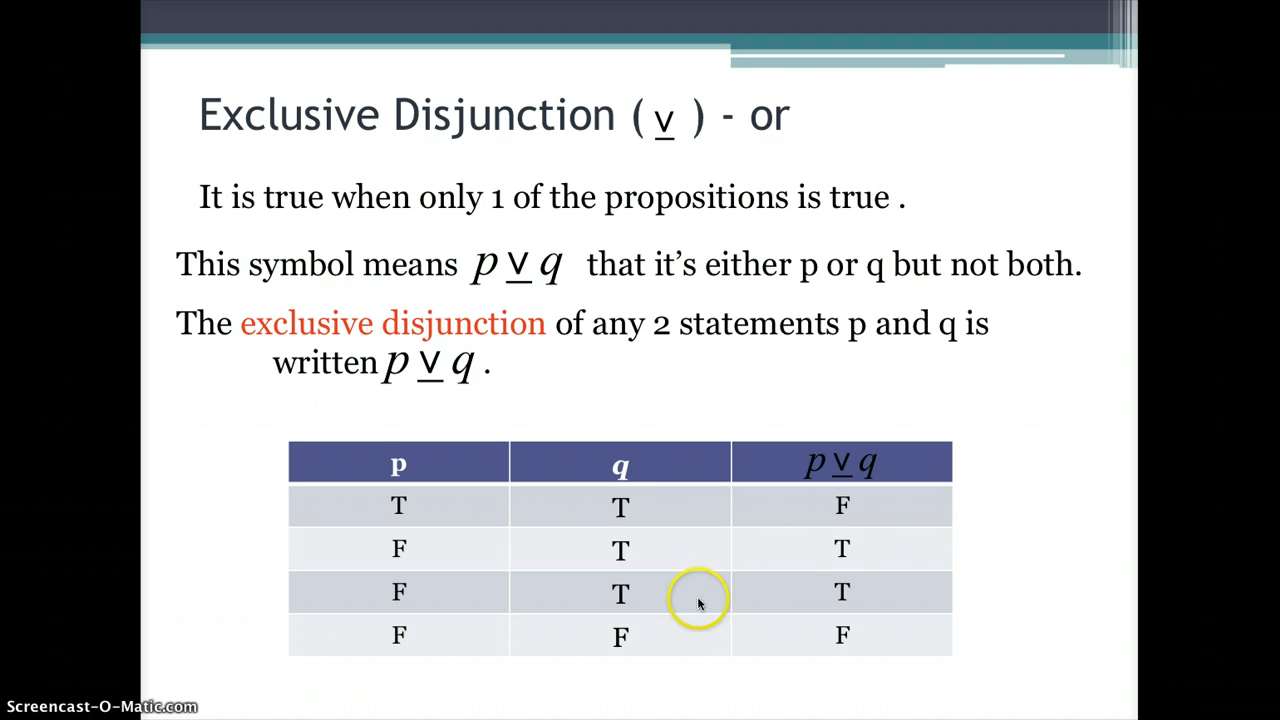 Exclusive Disjunction ( v ) - or
It is true when only 1 of the propositions is true .
This symbol means p v q that it's either p or q but not both.
The exclusive disjunction of any 2 statements p and q is
written p v q .
p q p v q
T T F
F T T
F T T
F F F
Screencast-O-Matic.com